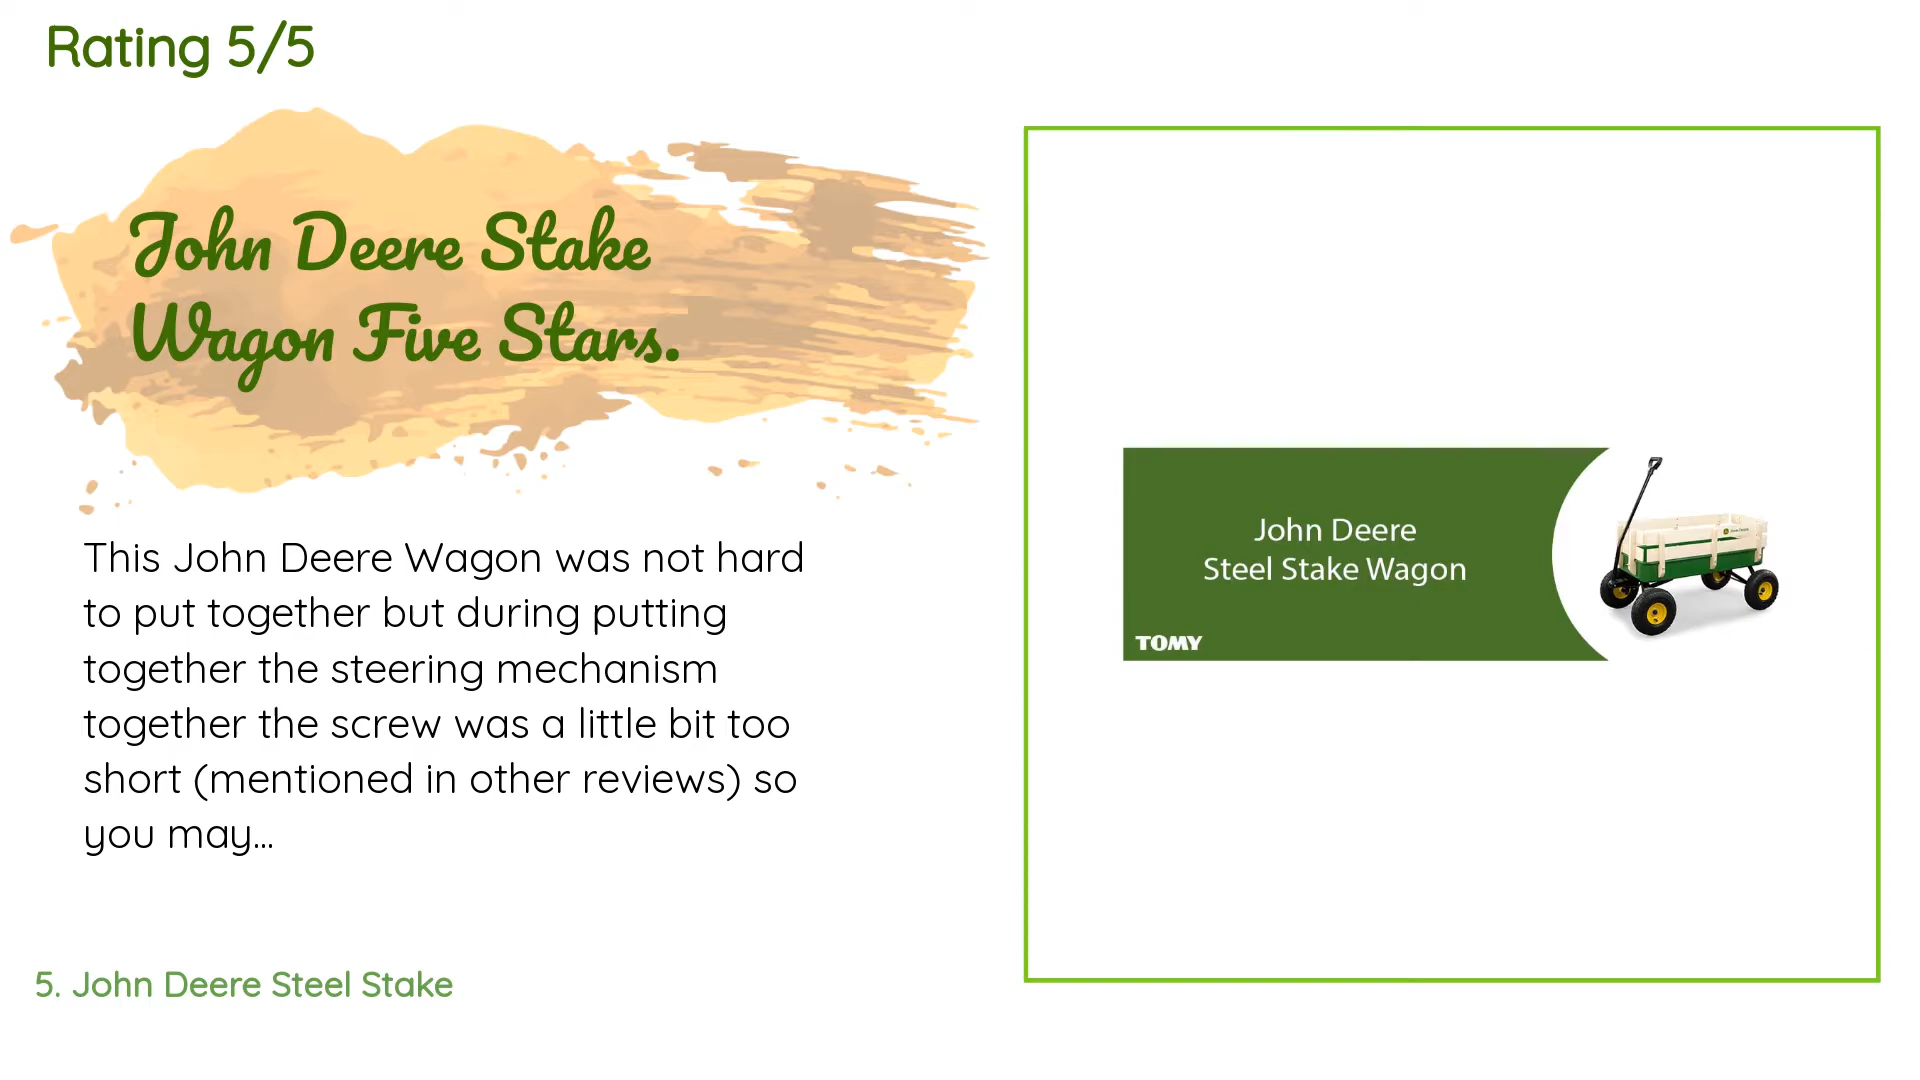 Rating 5/5
John Deere Stake
Wagon Five Stars.
This John Deere Wagon was not hard
to put together but during putting
together the steering mechanism
together the screw was a little bit too
short (mentioned in other reviews) so
you may...
5. John Deere Steel Stake
John Deere
Steel Stake Wagon
TOMY